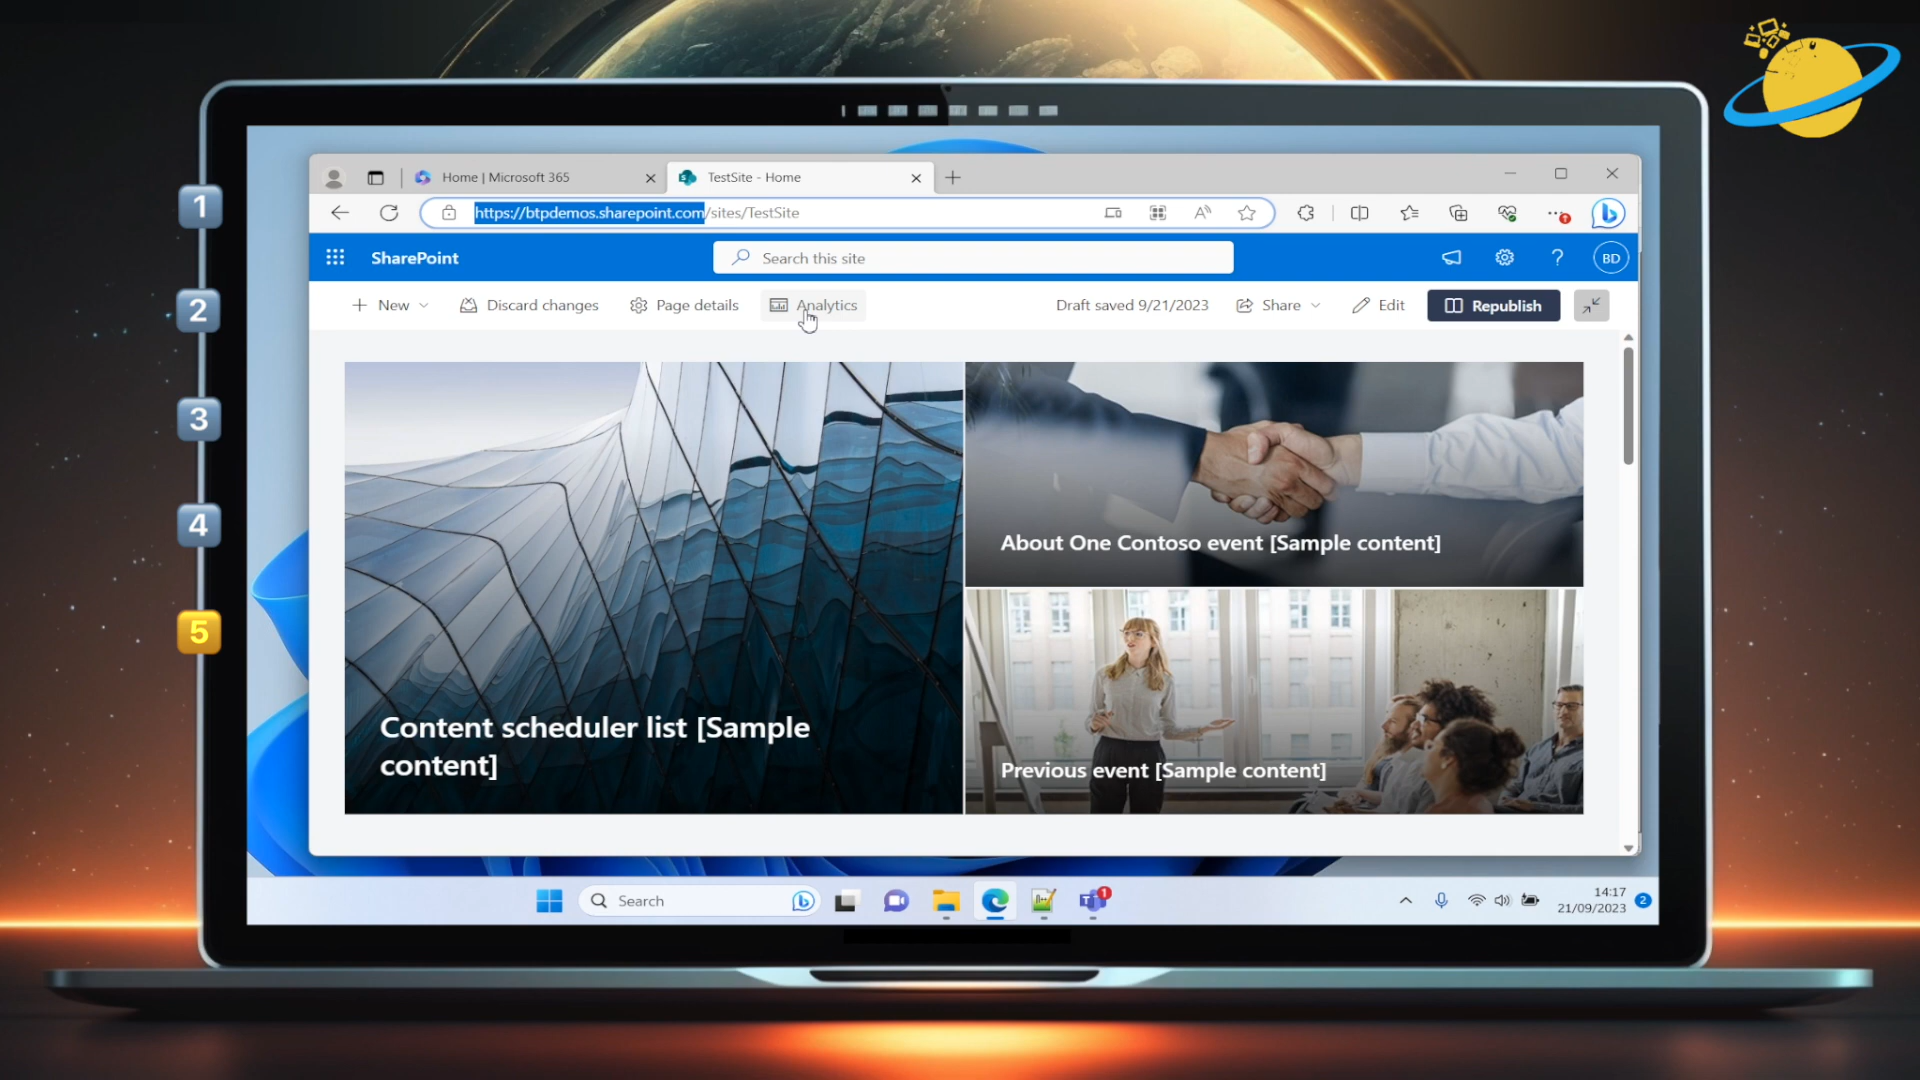 Home | Microsoft 365
TestSite - Home
https://btpdemos.sharepoint.com/sites/TestSite
SharePoint
Search this site
BD
New
Discard changes
Page details
Analytics
Draft saved 9/21/2023
Share
Edit
Republish
1
2
3
4
5
About One Contoso event [Sample content]
Content scheduler list [Sample
content]
Previous event [Sample content]
Search
1
14:17
21/09/2023
2